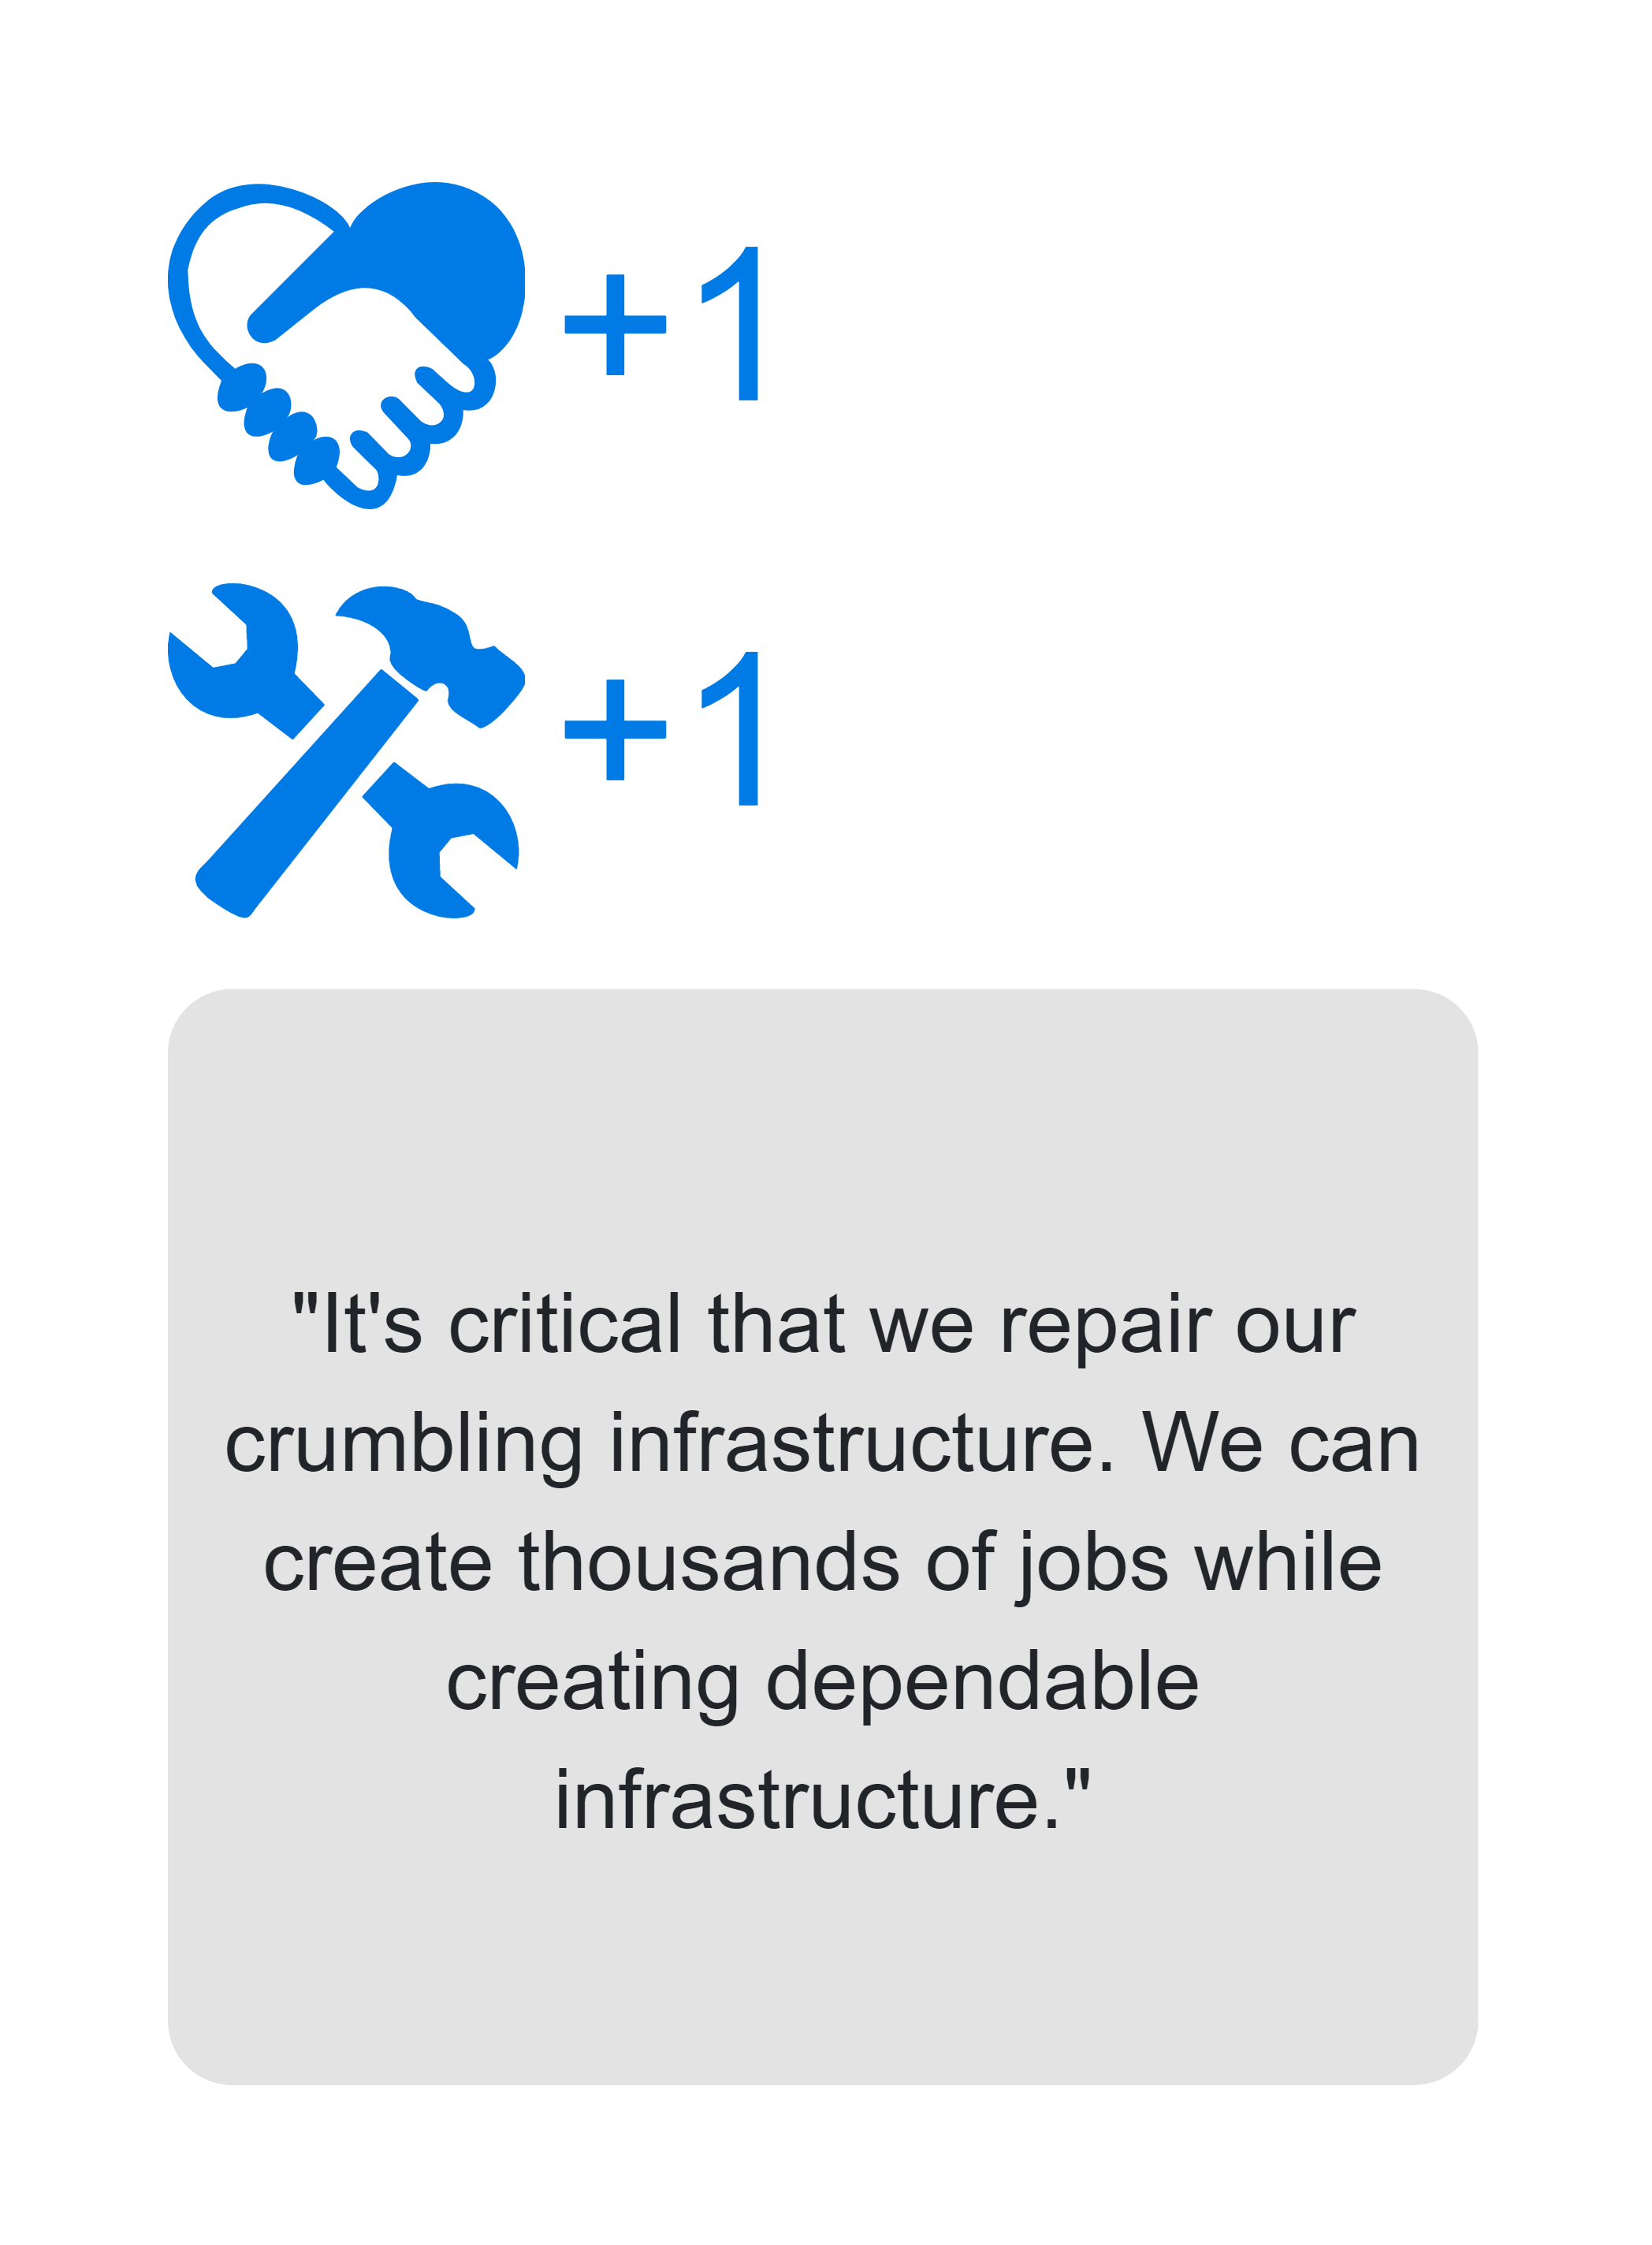 +1
+1
"It's critical that we repair our
crumbling infrastructure. We can
create thousands of jobs while
creating dependable
infrastructure."